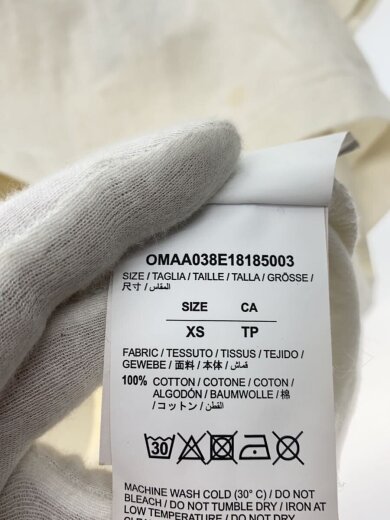 OMAA038E18185003
SIZE / TAGLIA / TAILLE / TALLA / GRÖSSE /
尺寸 / المقاس /
SIZE CA
XS TP
FABRIC / TESSUTO / TISSUS / TEJIDO /
GEWEBE / 面料 / 本体 / قماش /
100% COTTON / COTONE / COTON /
ALGODÓN / BAUMWOLLE / 棉
/ コットン / القطن /
30
MACHINE WASH COLD (30° C) / DO NOT
BLEACH / DO NOT TUMBLE DRY / IRON AT
LOW TEMPERATURE / DO NOT DRY